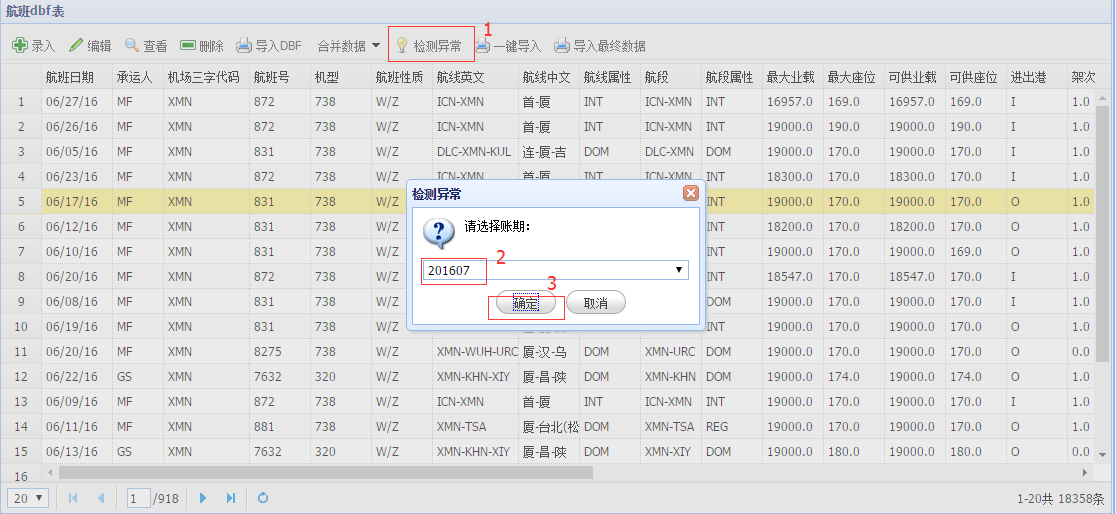 航班dbf表
1
录入 编辑 查看 删除 导入DBF 合并数据 检测异常 一键导入 导入最终数据
航班日期 承运人 机场三字代码 航班号 机型 航班性质 航线英文 航线中文 航线属性 航段 航段属性 最大业载 最大座位 可供业载 可供座位 进出港 架次
1 06/27/16 MF XMN 872 738 W/Z ICN-XMN 首-厦 INT ICN-XMN INT 16957.0 169.0 16957.0 169.0 I 1.0
2 06/26/16 MF XMN 872 738 W/Z ICN-XMN 首-厦 INT ICN-XMN INT 19000.0 190.0 19000.0 190.0 I 1.0
3 06/05/16 MF XMN 831 738 W/Z DLC-XMN-KUL 连-厦-吉 DOM DLC-XMN DOM 19000.0 170.0 19000.0 170.0 I 1.0
4 06/23/16 MF XMN 872 738 W/Z ICN-XMN 首-厦 INT ICN-XMN INT 18300.0 170.0 18300.0 170.0 I 1.0
检测异常
5 06/17/16 MF XMN 831 738 W/Z INT 19000.0 170.0 19000.0 170.0 O 1.0
请选择账期：
6 06/12/16 MF XMN 831 738 W/Z INT 18200.0 170.0 18200.0 170.0 O 1.0
7 06/10/16 MF XMN 831 738 W/Z INT 19000.0 170.0 19000.0 169.0 O 1.0
2
201607
8 06/20/16 MF XMN 872 738 W/Z INT 18547.0 170.0 18547.0 170.0 I 1.0
3
确定 取消
9 06/08/16 MF XMN 831 738 W/Z DOM 19000.0 170.0 19000.0 170.0 I 1.0
10 06/19/16 MF XMN 831 738 W/Z INT 19000.0 170.0 19000.0 170.0 O 1.0
11 06/20/16 MF XMN 8275 738 W/Z XMN-WUH-URC 厦-汉-乌 DOM XMN-URC DOM 19000.0 170.0 19000.0 170.0 O 0.0
12 06/22/16 GS XMN 7632 320 W/Z XMN-KHN-XIY 厦-昌-陕 DOM XMN-KHN DOM 19000.0 174.0 19000.0 174.0 O 1.0
13 06/09/16 MF XMN 872 738 W/Z ICN-XMN 首-厦 INT ICN-XMN INT 19000.0 170.0 19000.0 170.0 I 1.0
14 06/11/16 MF XMN 881 738 W/Z XMN-TSA 厦-台北(松 DOM XMN-TSA REG 19000.0 170.0 19000.0 170.0 O 1.0
15 06/13/16 GS XMN 7632 320 W/Z XMN-KHN-XIY 厦-昌-陕 DOM XMN-XIY DOM 19000.0 180.0 19000.0 180.0 O 0.0
16
20 1 /918 1-20共 18358条